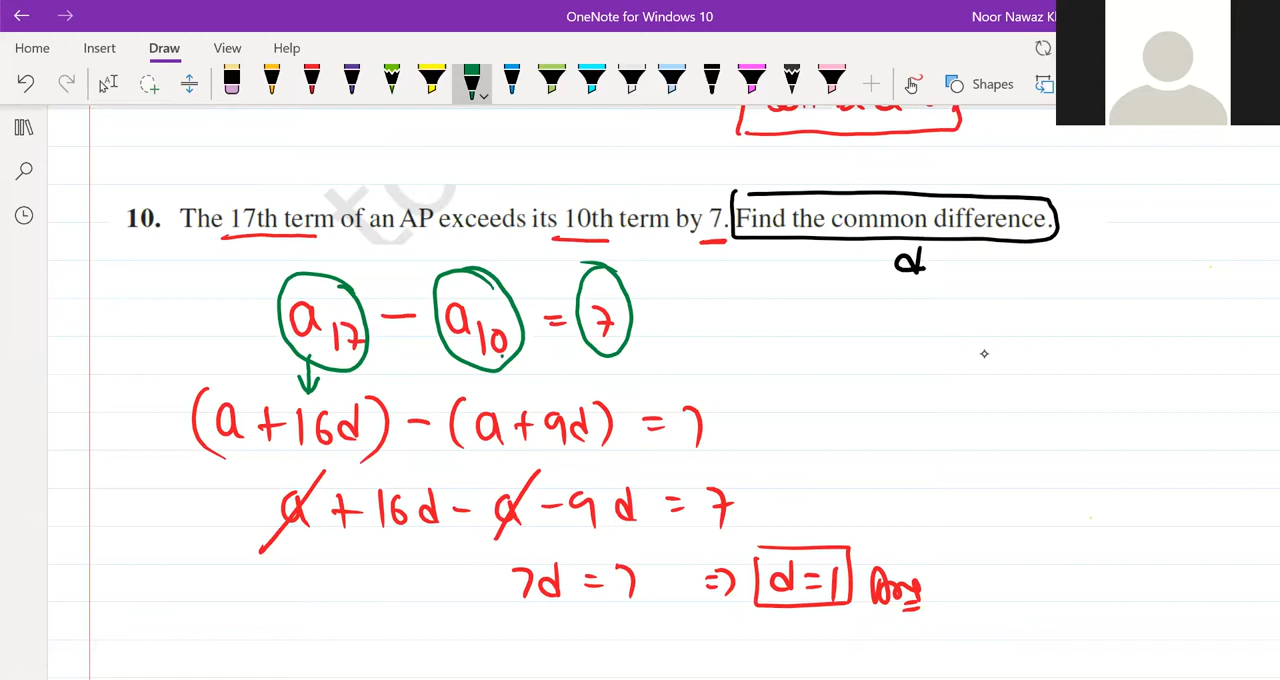 OneNote for Windows 10
Noor Nawaz Kh
Home Insert Draw View Help
Shapes
10. The 17th term of an AP exceeds its 10th term by 7. Find the common difference.
d
a17 - a10 = 7
(a + 16d) - (a + 9d) = 7
a + 16d - a - 9d = 7
7d = 7 => d = 1 Ans